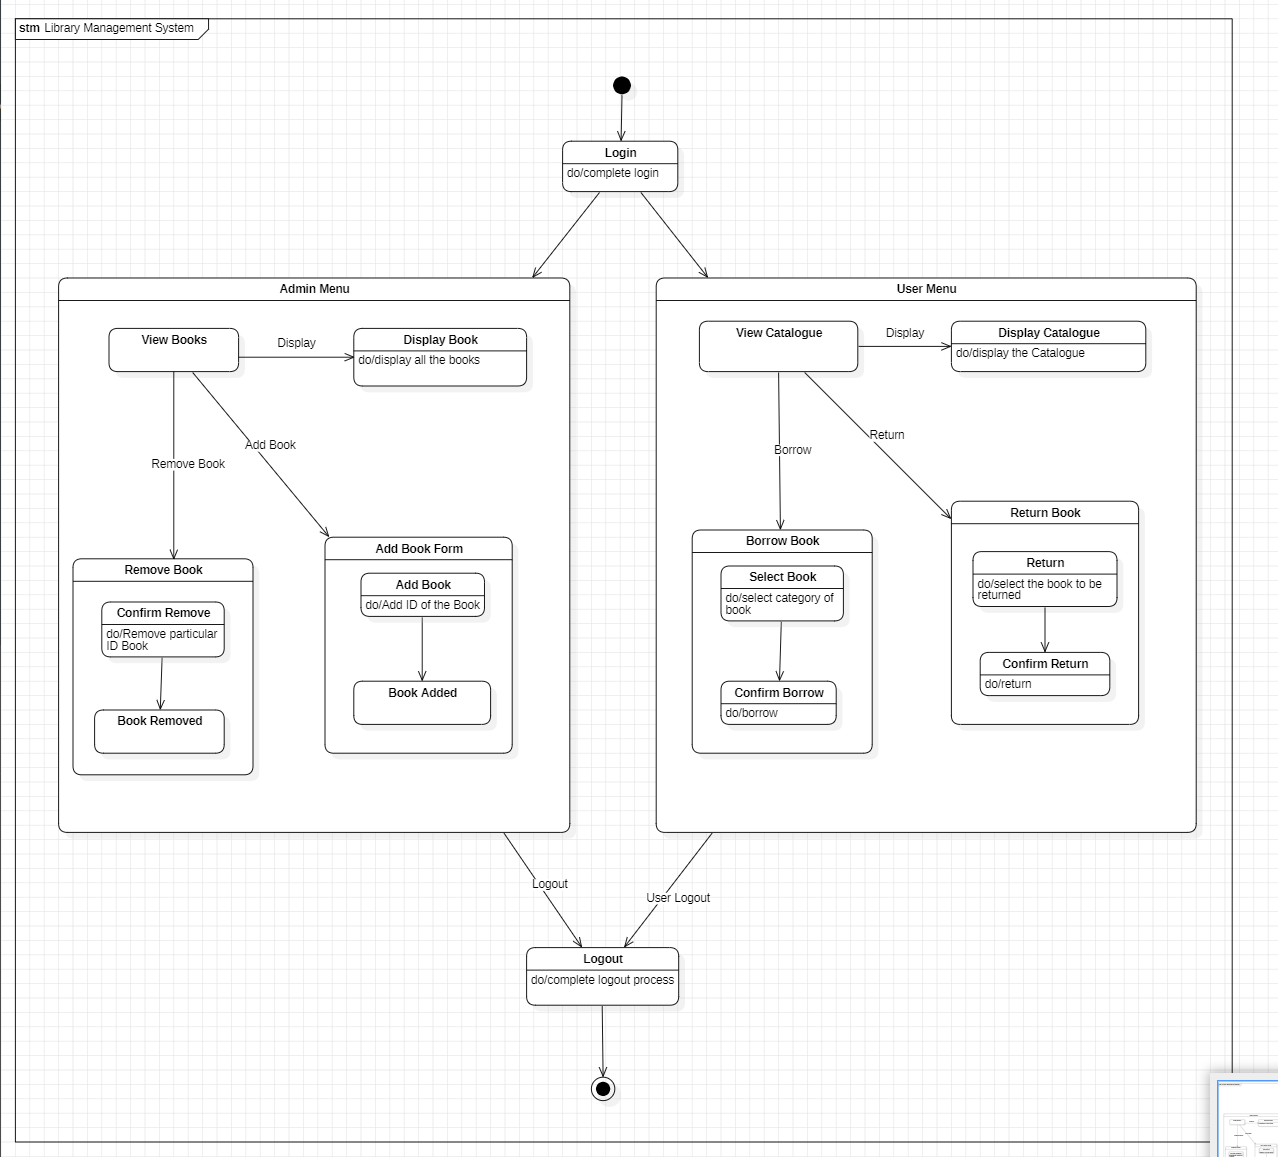 stm Library Management System
Login
do/complete login
Admin Menu
View Books
Display
Display Book
do/display all the books
Add Book
Remove Book
Remove Book
Confirm Remove
do/Remove particular
ID Book
Book Removed
Add Book Form
Add Book
do/Add ID of the Book
Book Added
User Menu
View Catalogue
Display
Display Catalogue
do/display the Catalogue
Return
Borrow
Borrow Book
Select Book
do/select category of
book
Confirm Borrow
do/borrow
Return Book
Return
do/select the book to be
returned
Confirm Return
do/return
Logout
User Logout
Logout
do/complete logout process